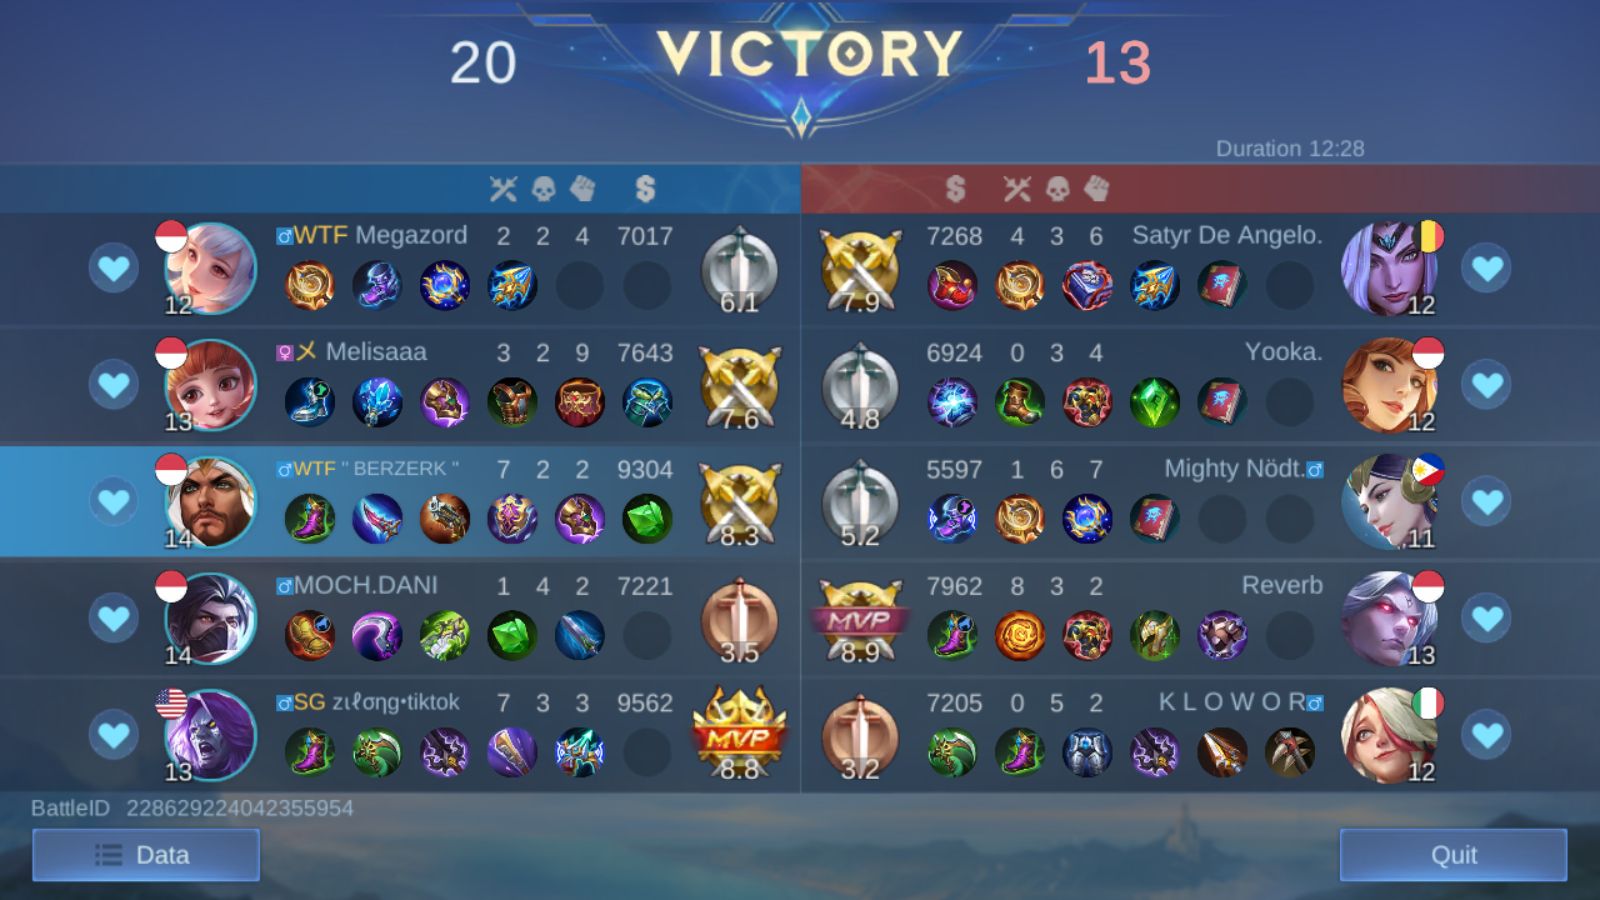 20 VICTORY 13
Duration 12:28
WTF Megazord 2 2 4 7017 6.1
12
7.9 7268 4 3 6 Satyr De Angelo.
12
メ Melisaaa 3 2 9 7643 7.6
13
4.8 6924 0 3 4 Yooka.
12
WTF " BERZERK " 7 2 2 9304 8.3
14
5.2 5597 1 6 7 Mighty Nödt.
11
MOCH.DANI 1 4 2 7221 3.5
14
MVP 8.9 7962 8 3 2 Reverb
13
SG zιℓσηg•tiktok 7 3 3 9562 MVP 8.8
13
3.2 7205 0 5 2 K L O W O R
12
BattleID 228629224042355954
Data
Quit